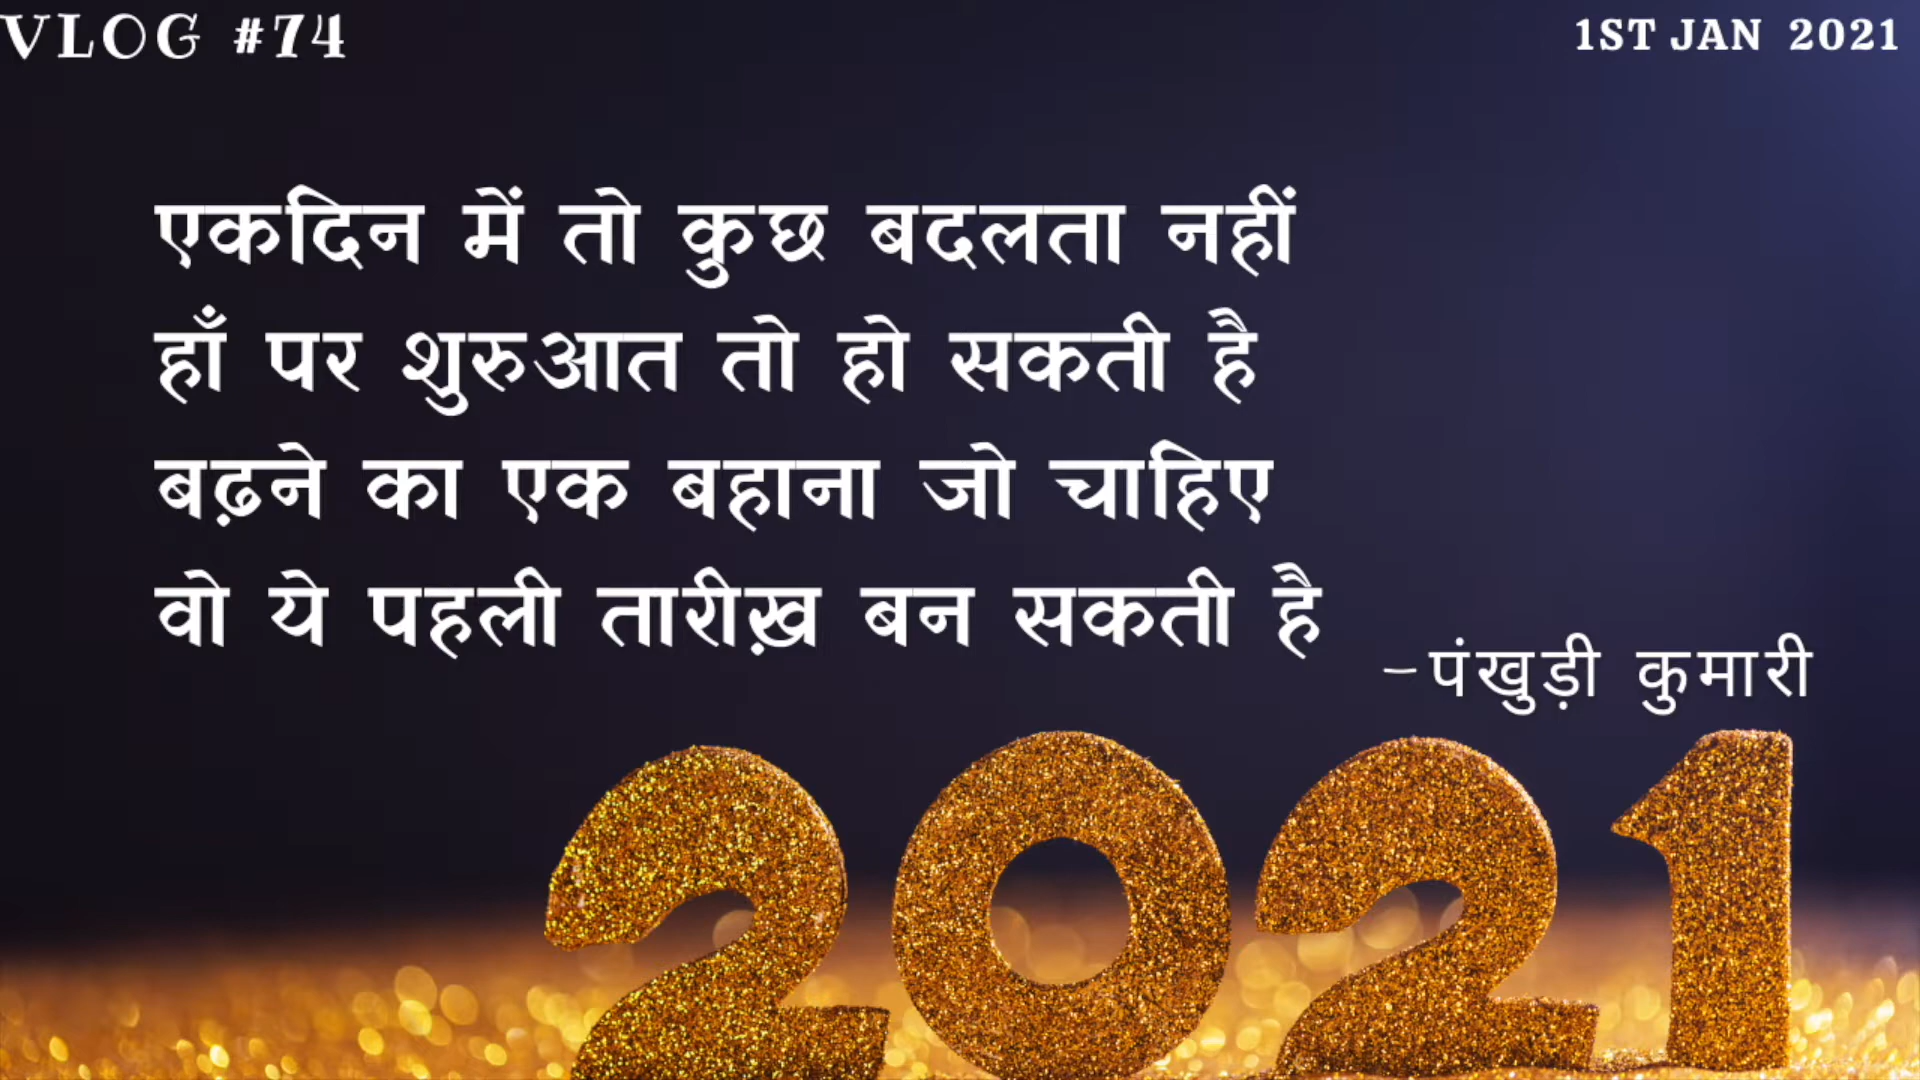 VLOG #74
1ST JAN 2021
एकदिन में तो कुछ बदलता नहीं
हाँ पर शुरुआत तो हो सकती है
बढ़ने का एक बहाना जो चाहिए
वो ये पहली तारीख़ बन सकती है
-पंखुड़ी कुमारी
2021